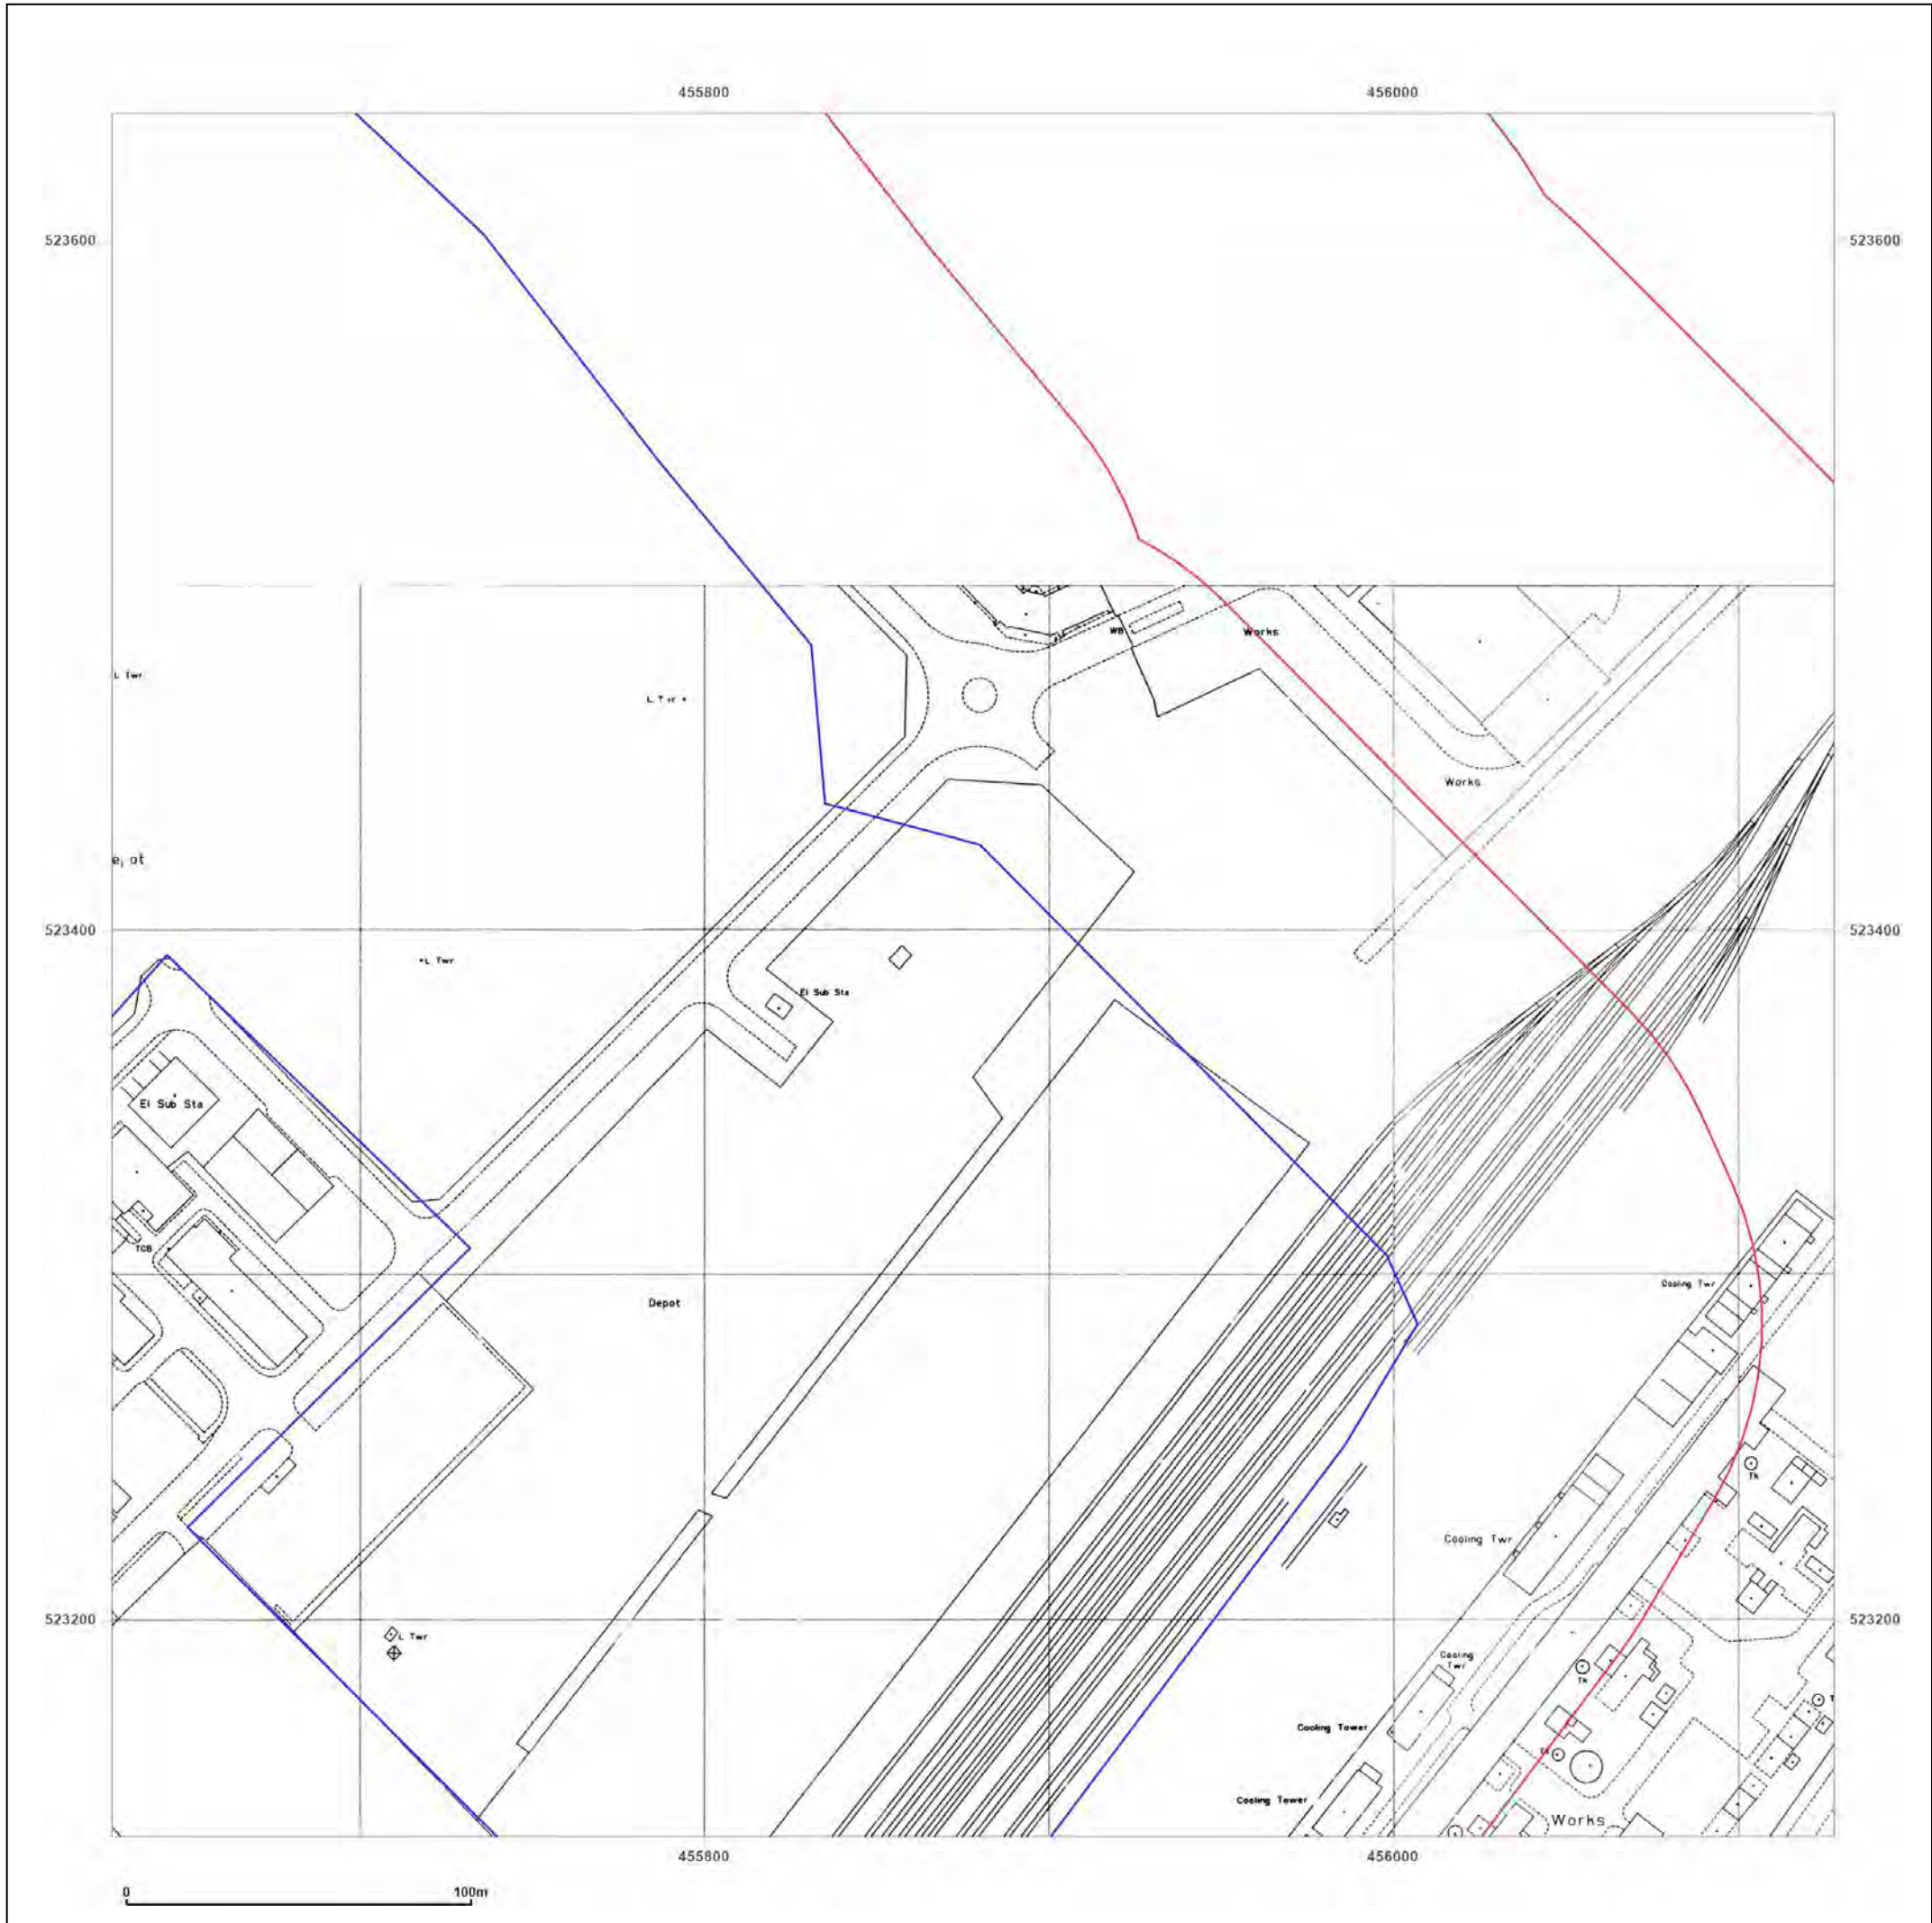 455800
456000
523600
523600
WB
Works
L Twr
L Twr
Works
523400
523400
L Twr
El Sub Sta
El Sub Sta
TCB
Cooling Twr
Depot
Tk
Cooling Twr
523200
523200
L Twr
Cooling
Twr
Tk
Cooling Tower
Cooling Tower
Works
455800
456000
0
100m